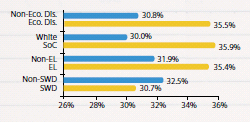 Non-Eco. Dis. 30.8%
Eco. Dis. 35.5%
White 30.0%
SoC 35.9%
Non-EL 31.9%
EL 35.4%
Non-SWD 32.5%
SWD 30.7%
26% 28% 30% 32% 34% 36%